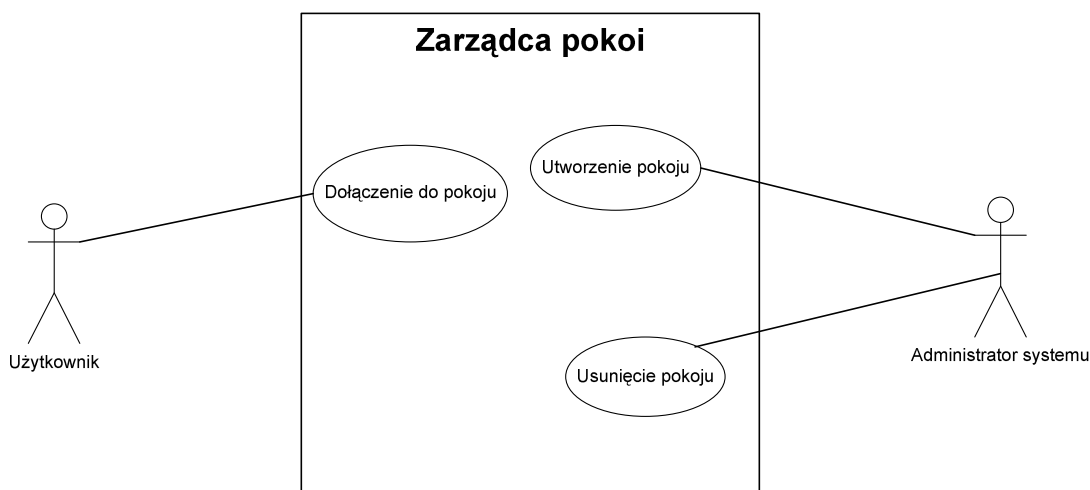 Zarządca pokoi
Utworzenie pokoju
Dołączenie do pokoju
Użytkownik
Administrator systemu
Usunięcie pokoju